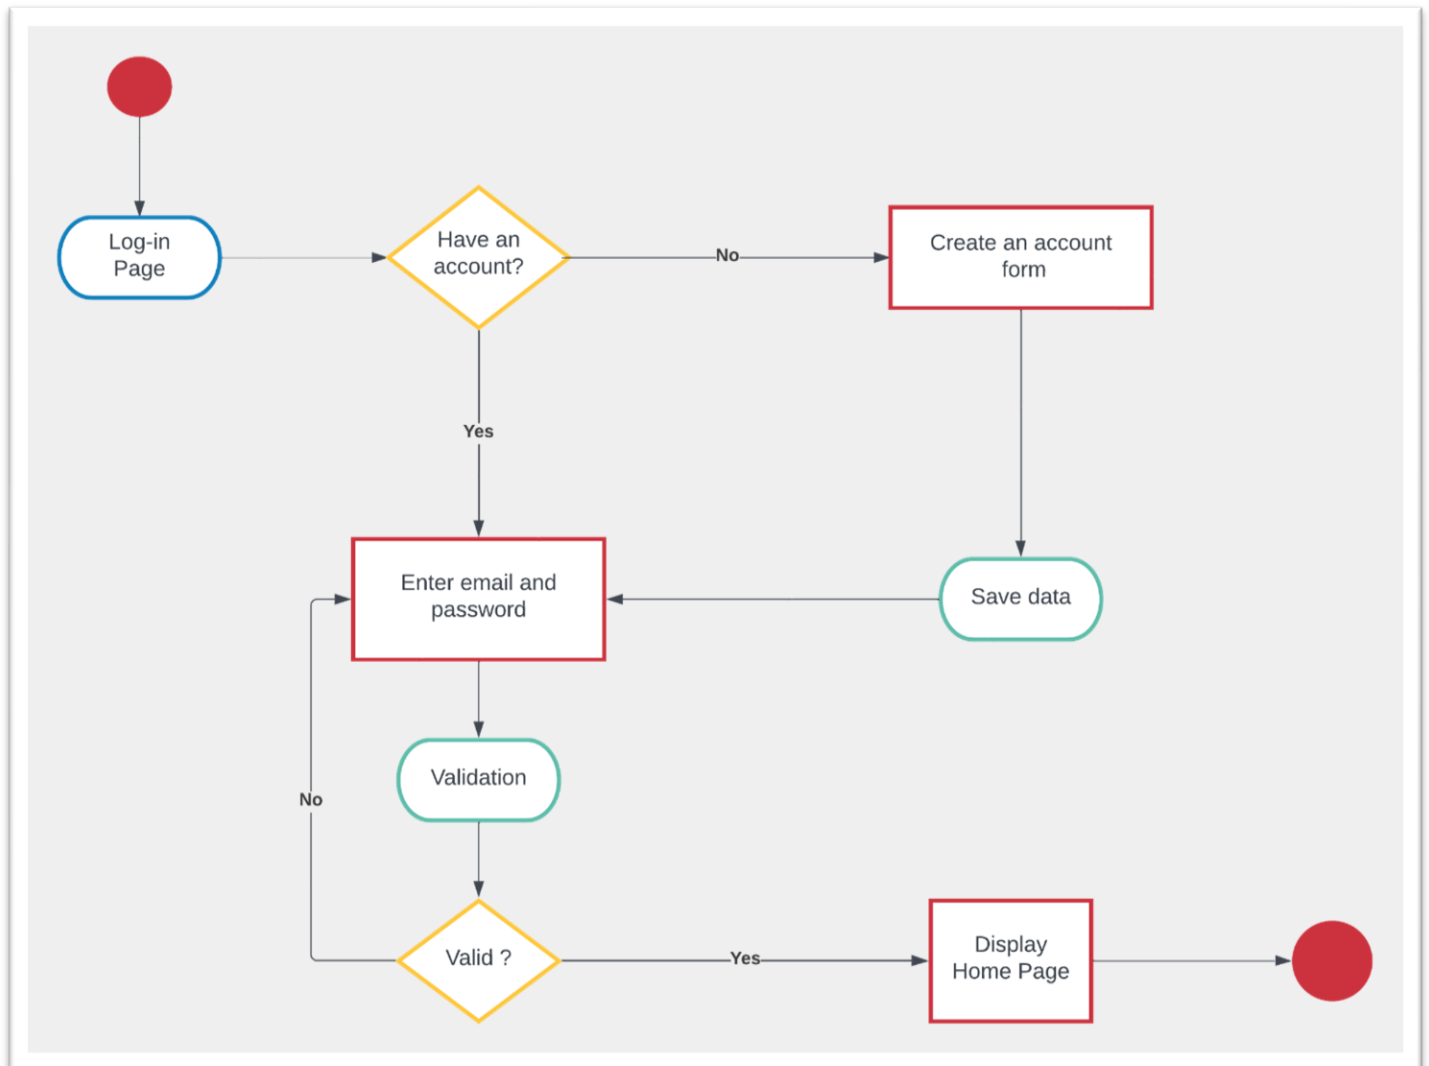 Log-in
Page
Have an
account?
No
Create an account
form
Yes
Enter email and
password
Save data
Validation
No
Valid ?
Yes
Display
Home Page